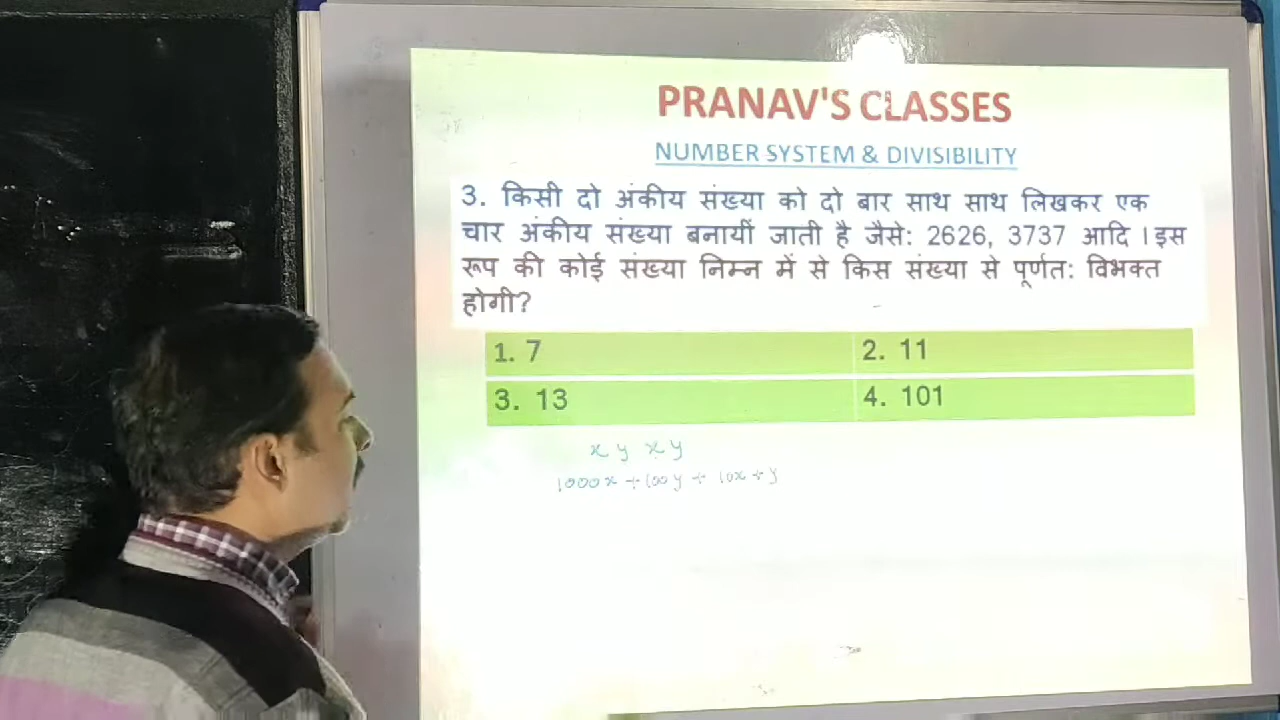 PRANAV'S CLASSES
NUMBER SYSTEM & DIVISIBILITY
3. किसी दो अंकीय संख्या को दो बार साथ साथ लिखकर एक
चार अंकीय संख्या बनायीं जाती है जैसे: 2626, 3737 आदि ।इस
रूप की कोई संख्या निम्न में से किस संख्या से पूर्णत: विभक्त
होगी?
1. 7
2. 11
3. 13
4. 101
x y x y
1000x + 100y + 10x + y